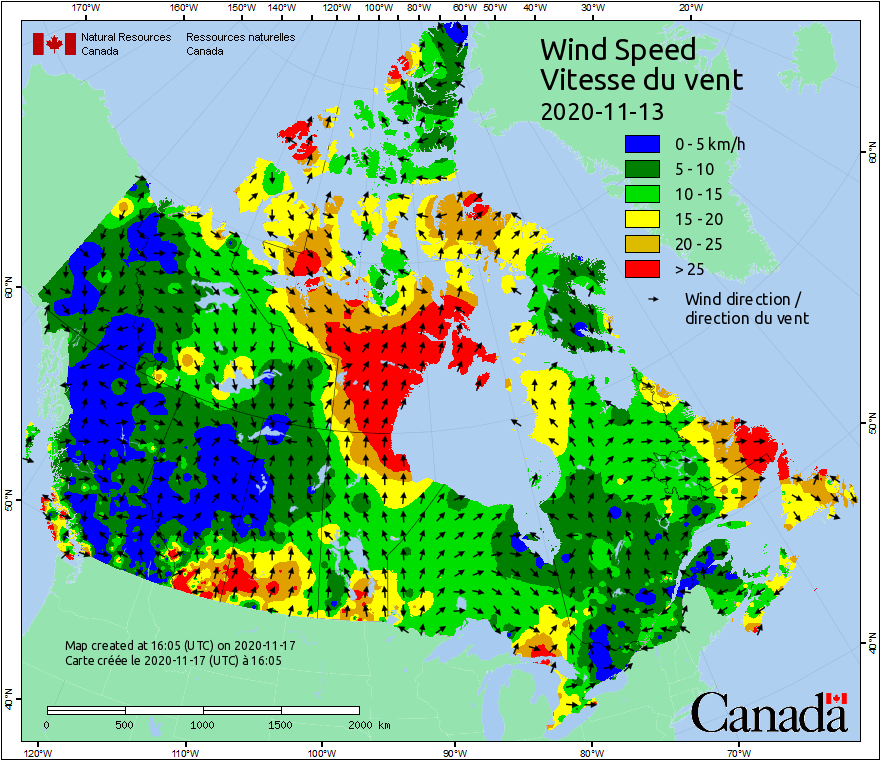 170°W 160°W 150°W 140°W 120°W 100°W 80°W 60°W 50°W 40°W 30°W 20°W
Natural Resources Ressources naturelles
Canada Canada
Wind Speed
Vitesse du vent
2020-11-13
0 - 5 km/h
5 - 10
10 - 15
15 - 20
20 - 25
> 25
Wind direction /
direction du vent
60°N
60°N
50°N
50°N
40°N
40°N
Map created at 16:05 (UTC) on 2020-11-17
Carte créée le 2020-11-17 (UTC) à 16:05
0 500 1000 1500 2000 km
Canada
120°W 110°W 100°W 90°W 80°W 70°W